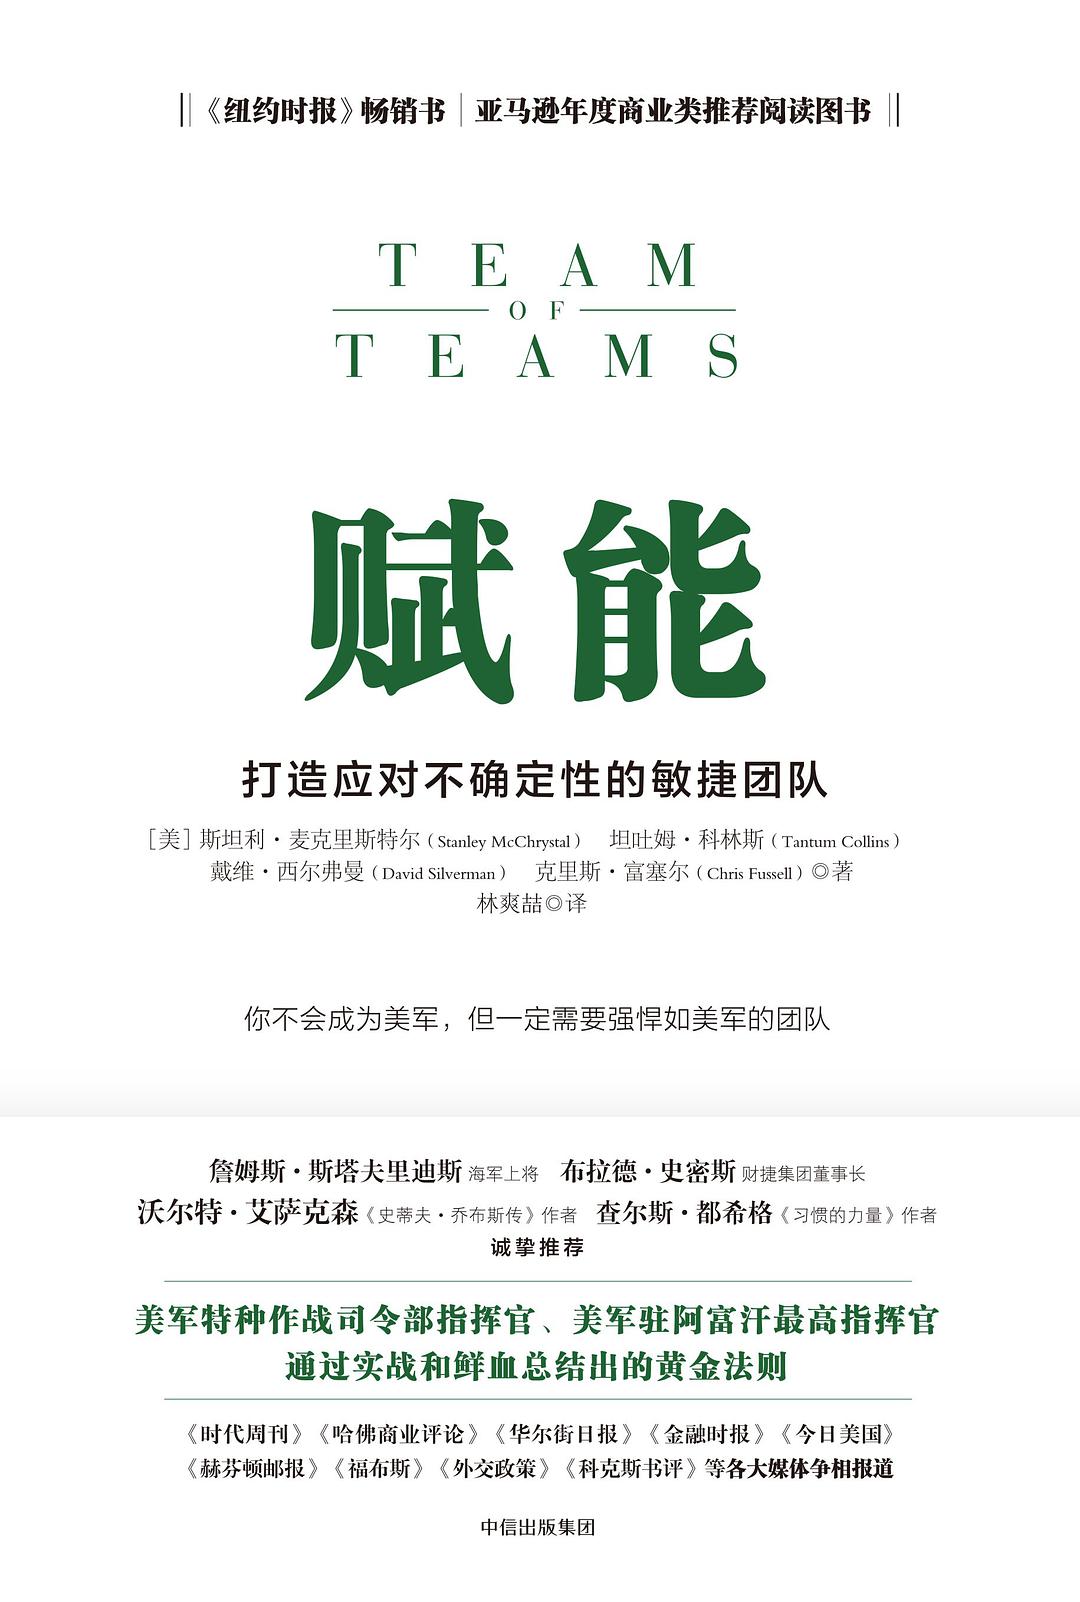 《纽约时报》畅销书｜亚马逊年度商业类推荐阅读图书
TEAM
OF
TEAMS
赋能
打造应对不确定性的敏捷团队
［美］斯坦利·麦克里斯特尔（Stanley McChrystal） 坦吐姆·科林斯（Tantum Collins）
戴维·西尔弗曼（David Silverman） 克里斯·富塞尔（Chris Fussell）◎著
林爽喆◎译
你不会成为美军，但一定需要强悍如美军的团队
詹姆斯·斯塔夫里迪斯 海军上将 布拉德·史密斯 财捷集团董事长
沃尔特·艾萨克森《史蒂夫·乔布斯传》作者 查尔斯·都希格《习惯的力量》作者
诚挚推荐
美军特种作战司令部指挥官、美军驻阿富汗最高指挥官
通过实战和鲜血总结出的黄金法则
《时代周刊》《哈佛商业评论》《华尔街日报》《金融时报》《今日美国》
《赫芬顿邮报》《福布斯》《外交政策》《科克斯书评》等各大媒体争相报道
中信出版集团